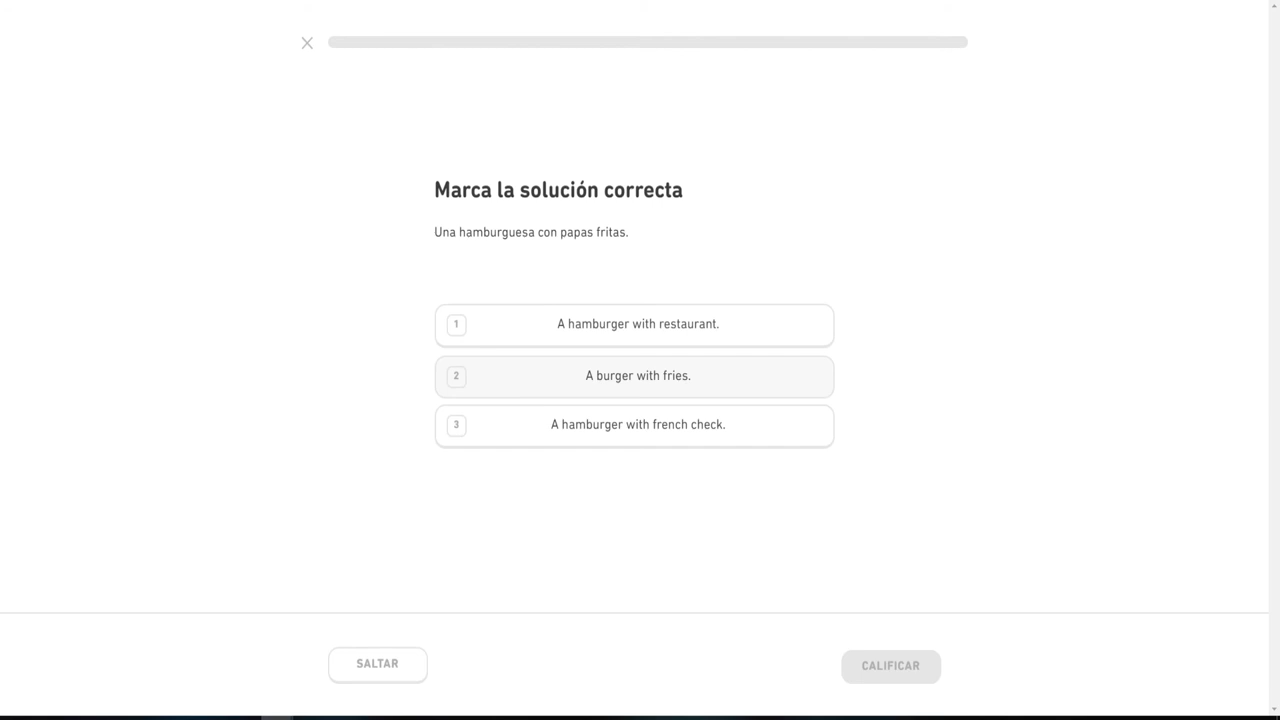 Marca la solución correcta
Una hamburguesa con papas fritas.
1 A hamburger with restaurant.
2 A burger with fries.
3 A hamburger with french check.
SALTAR
CALIFICAR